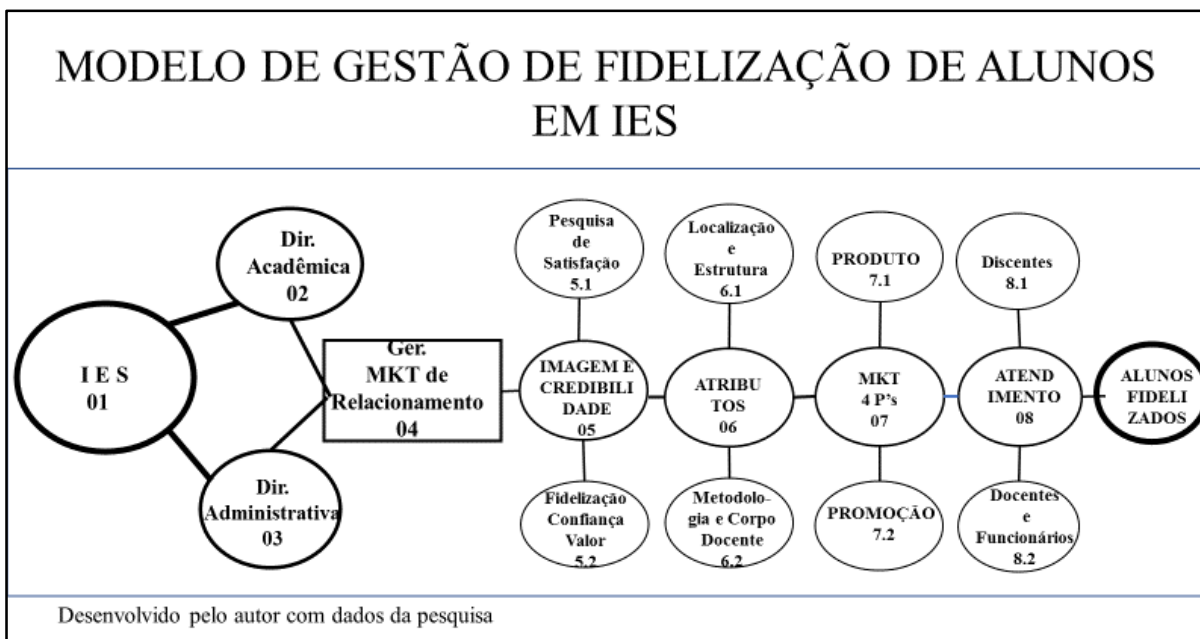 MODELO DE GESTÃO DE FIDELIZAÇÃO DE ALUNOS
EM IES
I E S
01
Dir.
Acadêmica
02
Dir.
Administrativa
03
Ger.
MKT de
Relacionamento
04
Pesquisa
de
Satisfação
5.1
IMAGEM E
CREDIBILI
DADE
05
Fidelização
Confiança
Valor
5.2
Localização
e
Estrutura
6.1
ATRIBU
TOS
06
Metodolo-
gia e Corpo
Docente
6.2
PRODUTO
7.1
MKT
4 P's
07
PROMOÇÃO
7.2
Discentes
8.1
ATEND
IMENTO
08
Docentes
e
Funcionários
8.2
ALUNOS
FIDELI
ZADOS
Desenvolvido pelo autor com dados da pesquisa